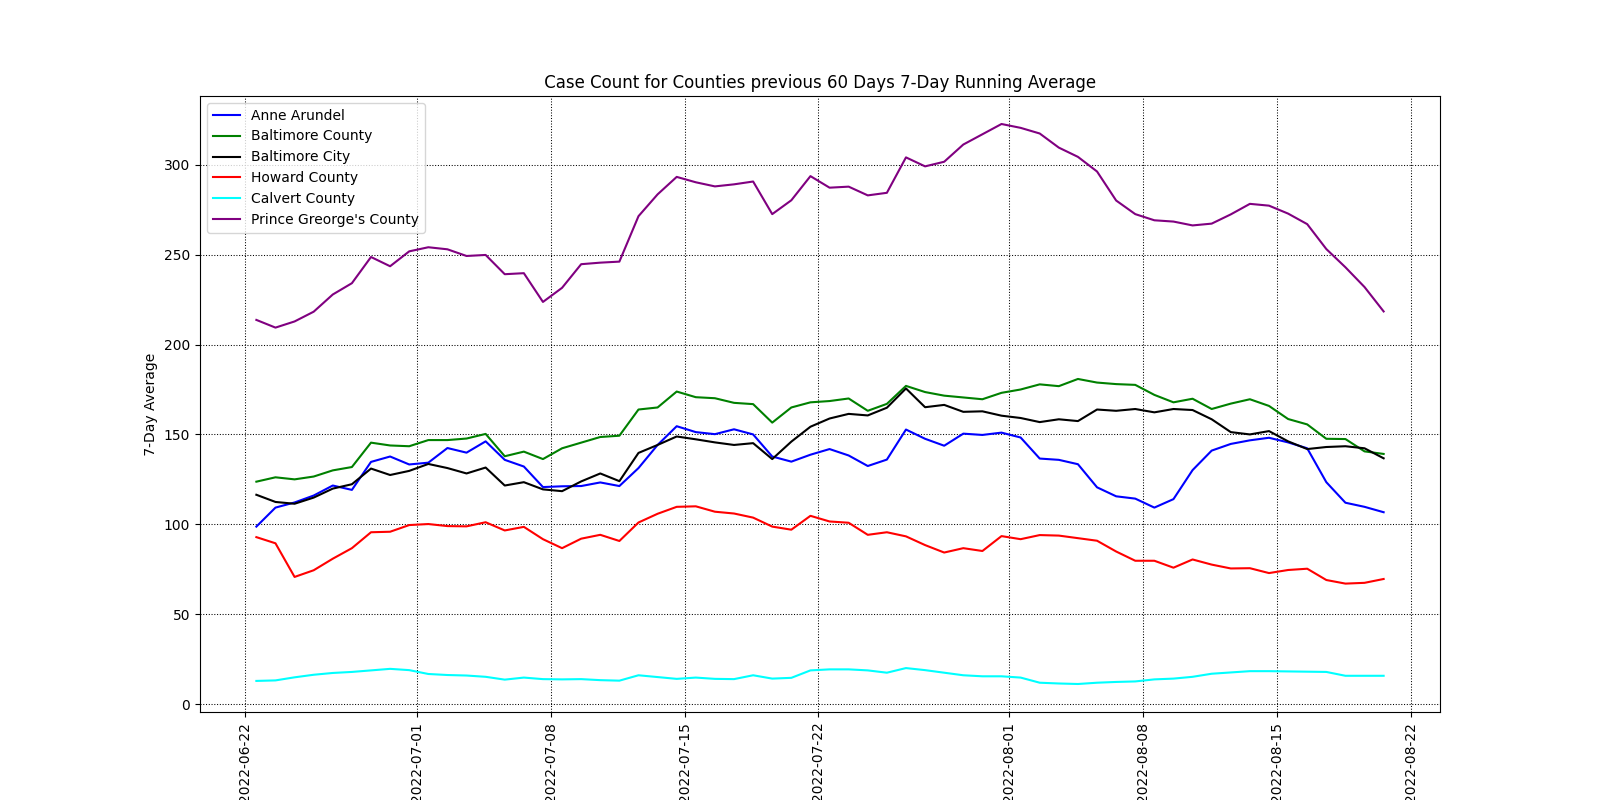 Case Count for Counties previous 60 Days 7-Day Running Average
Anne Arundel
Baltimore County
Baltimore City
Howard County
Calvert County
Prince Greorge's County
7-Day Average
300
250
200
150
100
50
0
2022-06-22
2022-07-01
2022-07-08
2022-07-15
2022-07-22
2022-08-01
2022-08-08
2022-08-15
2022-08-22